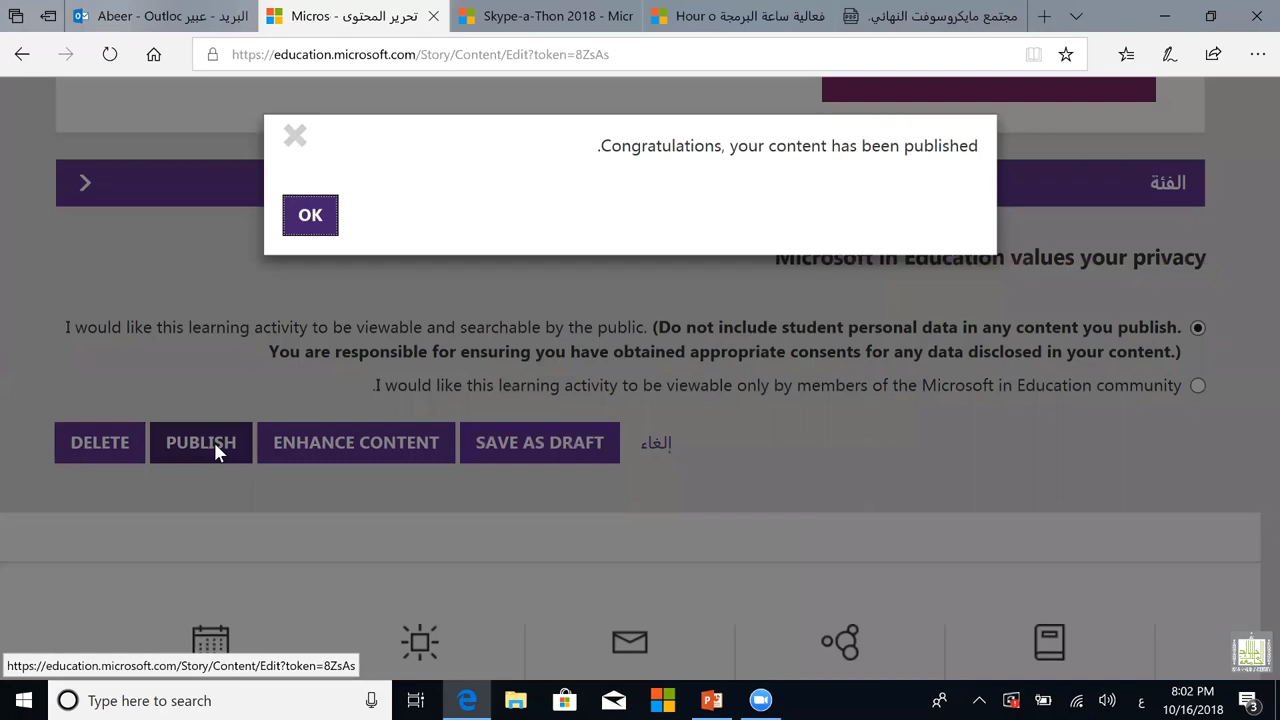 Abeer - Outloc البريد - عبير
Micros - تحرير المحتوى
Skype-a-Thon 2018 - Micr
Hour o فعالية ساعة البرمجة
مجتمع مايكروسوفت النهائي.
https://education.microsoft.com/Story/Content/Edit?token=8ZsAs
.Congratulations, your content has been published
OK
الفئة
Microsoft in Education values your privacy
I would like this learning activity to be viewable and searchable by the public. (Do not include student personal data in any content you publish.
You are responsible for ensuring you have obtained appropriate consents for any data disclosed in your content.)
.I would like this learning activity to be viewable only by members of the Microsoft in Education community
DELETE
PUBLISH
ENHANCE CONTENT
SAVE AS DRAFT
إلغاء
https://education.microsoft.com/Story/Content/Edit?token=8ZsAs
Type here to search
ع
8:02 PM
10/16/2018
3